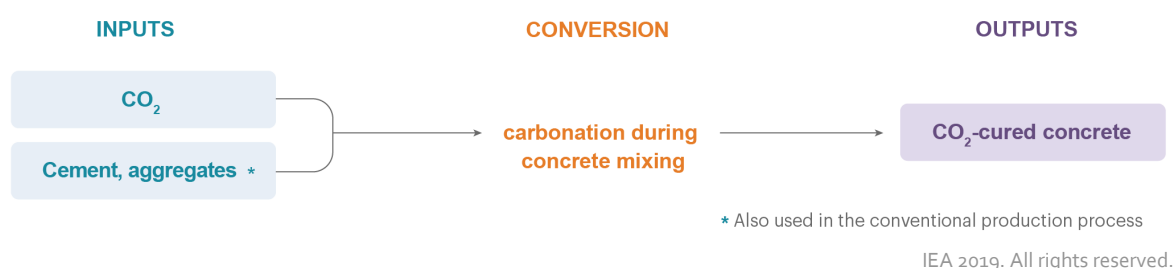 INPUTS
CONVERSION
OUTPUTS
CO₂
Cement, aggregates *
carbonation during
concrete mixing
CO₂-cured concrete
* Also used in the conventional production process
IEA 2019. All rights reserved.